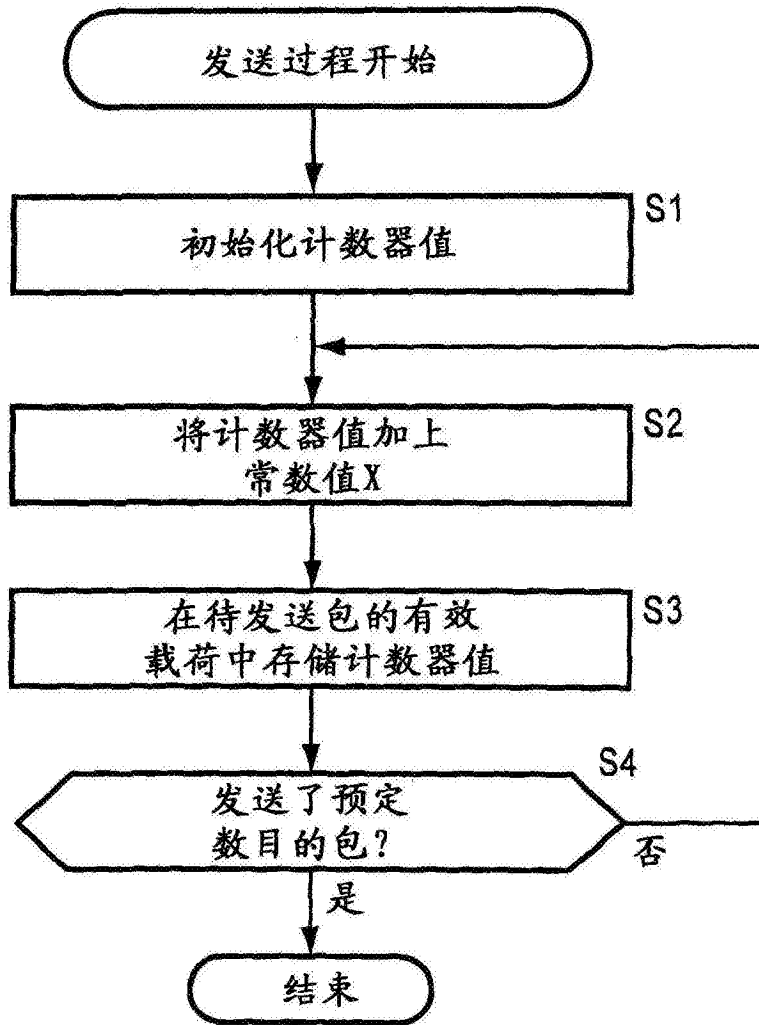 发送过程开始
S1
初始化计数器值
S2
将计数器值加上
常数值X
S3
在待发送包的有效
载荷中存储计数器值
S4
发送了预定
数目的包?
否
是
结束